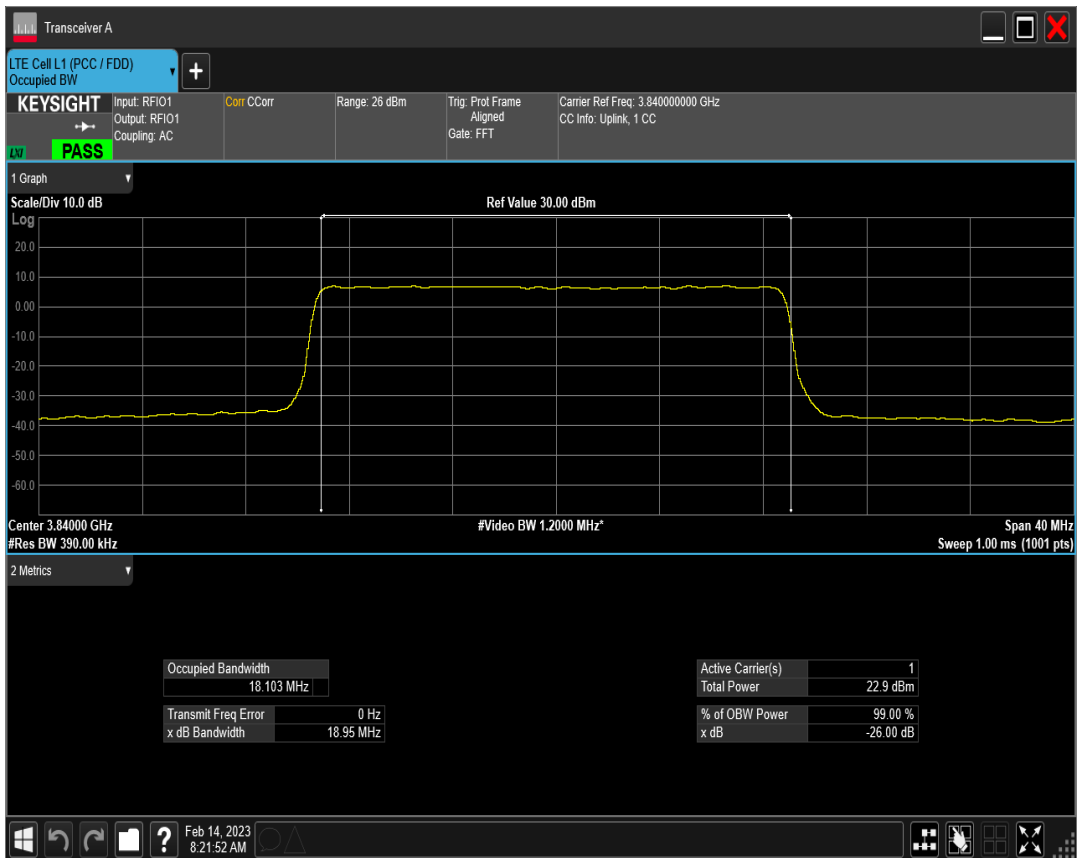 Transceiver A
LTE Cell L1 (PCC / FDD)
Occupied BW
KEYSIGHT
LXI
PASS
Input: RFIO1
Output: RFIO1
Coupling: AC
Corr CCorr
Range: 26 dBm
Trig: Prot Frame
Aligned
Gate: FFT
Carrier Ref Freq: 3.840000000 GHz
CC Info: Uplink, 1 CC
1 Graph
Scale/Div 10.0 dB
Ref Value 30.00 dBm
Log
20.0
10.0
0.00
-10.0
-20.0
-30.0
-40.0
-50.0
-60.0
Center 3.84000 GHz
#Video BW 1.2000 MHz*
Span 40 MHz
#Res BW 390.00 kHz
Sweep 1.00 ms (1001 pts)
2 Metrics
Occupied Bandwidth
18.103 MHz
Transmit Freq Error 0 Hz
x dB Bandwidth 18.95 MHz
Active Carrier(s) 1
Total Power 22.9 dBm
% of OBW Power 99.00 %
x dB -26.00 dB
Feb 14, 2023
8:21:52 AM